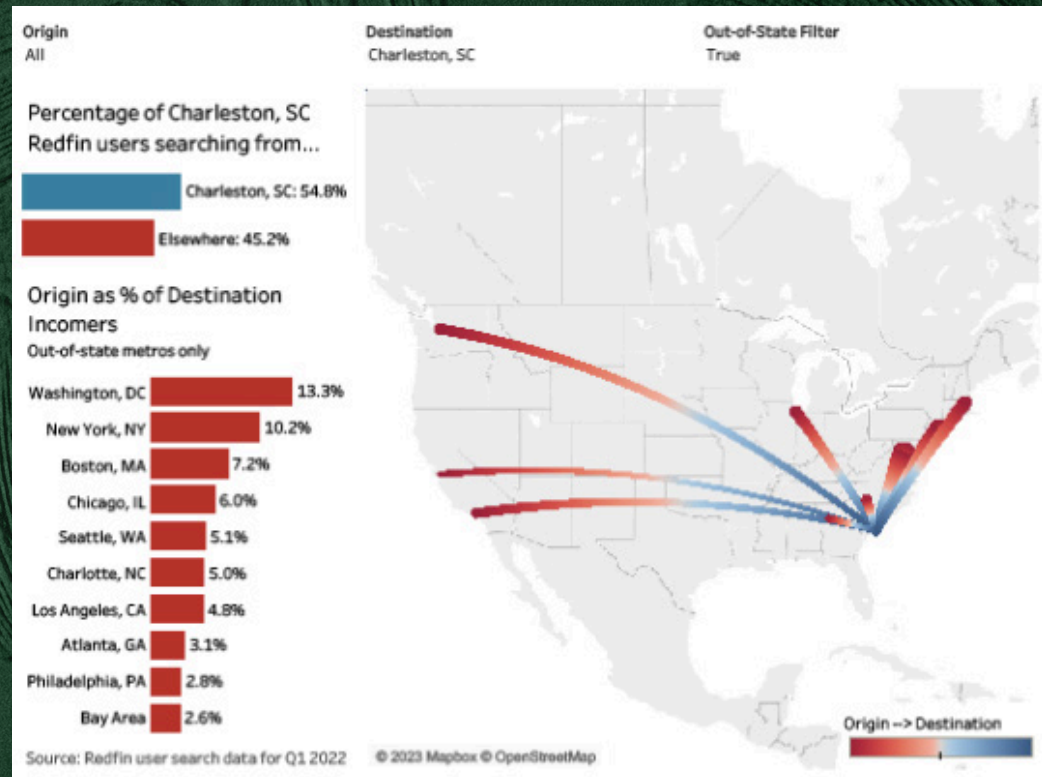 Origin
All
Destination
Charleston, SC
Out-of-State Filter
True
Percentage of Charleston, SC
Redfin users searching from...
Charleston, SC: 54.8%
Elsewhere: 45.2%
Origin as % of Destination
Incomers
Out-of-state metros only
Washington, DC 13.3%
New York, NY 10.2%
Boston, MA 7.2%
Chicago, IL 6.0%
Seattle, WA 5.1%
Charlotte, NC 5.0%
Los Angeles, CA 4.8%
Atlanta, GA 3.1%
Philadelphia, PA 2.8%
Bay Area 2.6%
Source: Redfin user search data for Q1 2022
© 2023 Mapbox © OpenStreetMap
Origin --> Destination